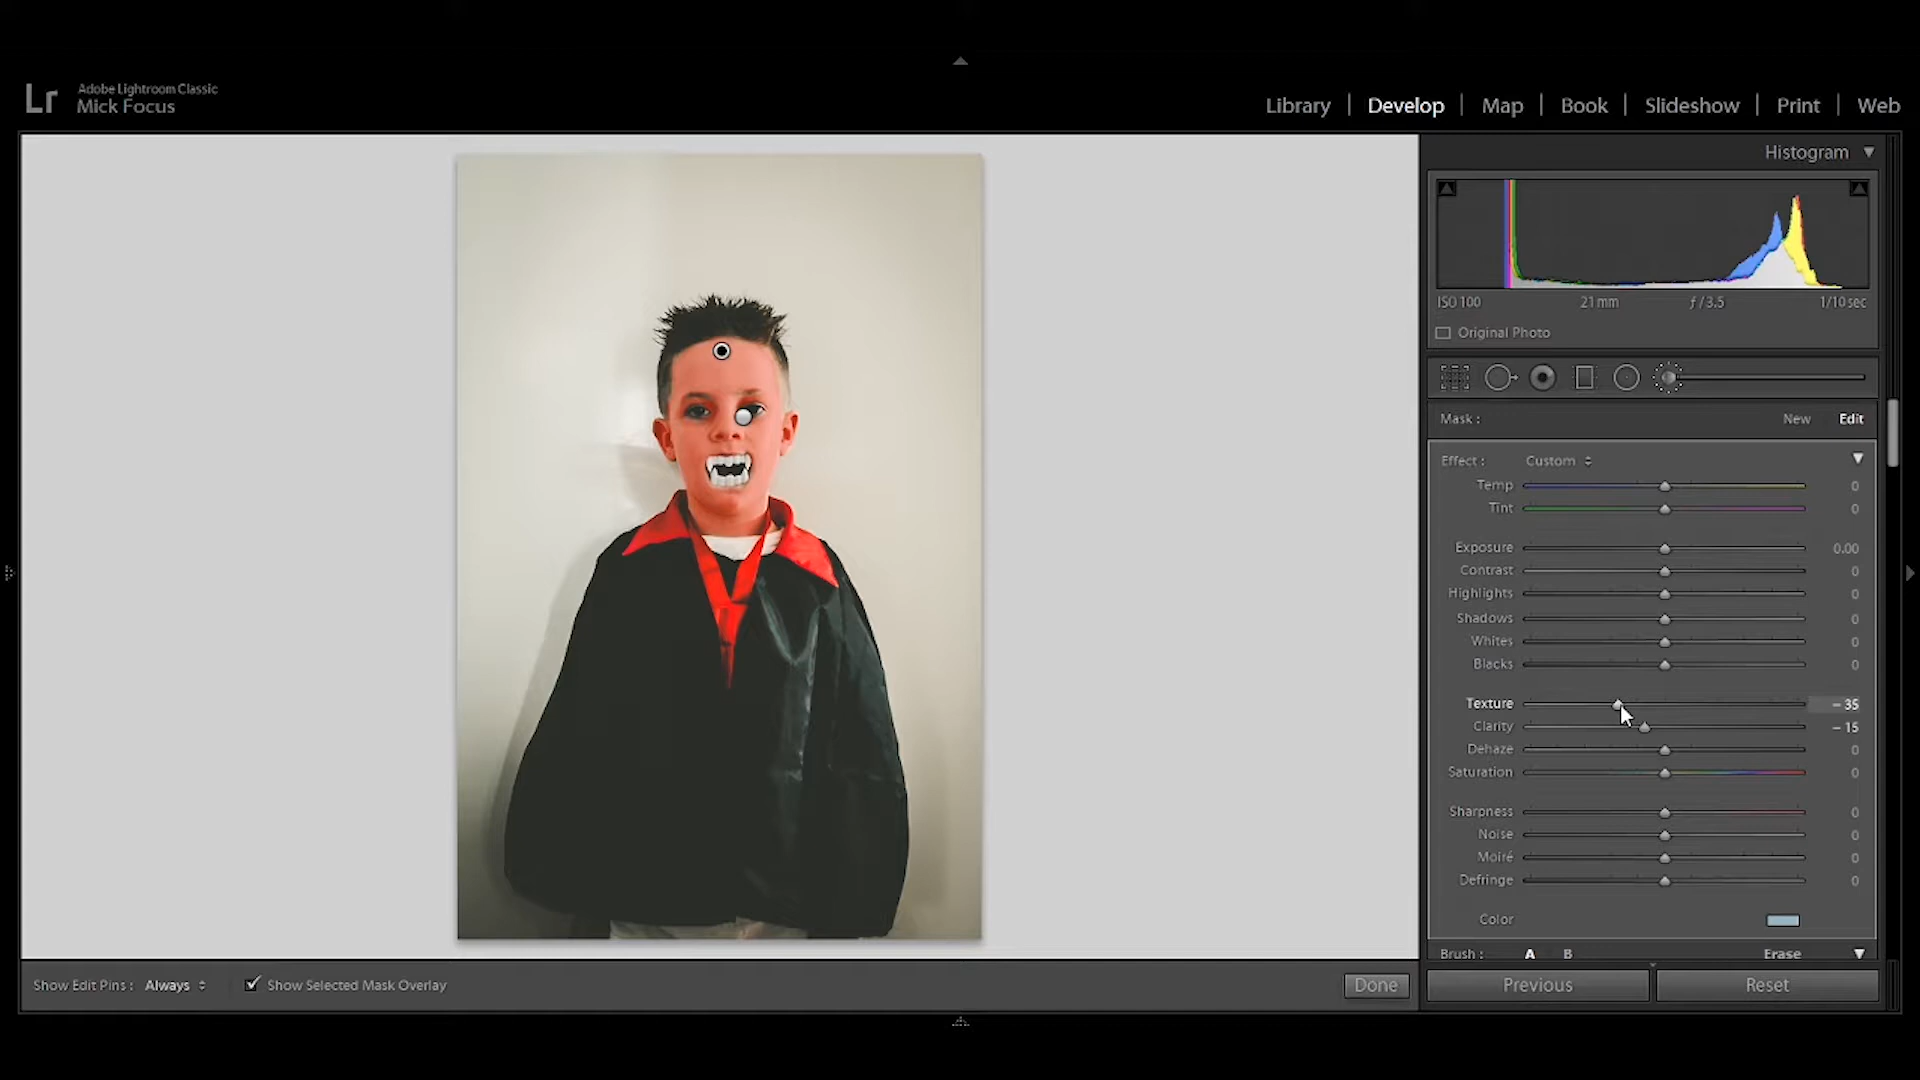 Lr
Adobe Lightroom Classic
Mick Focus
Library | Develop | Map | Book | Slideshow | Print | Web
Histogram
ISO 100 21 mm ƒ / 3.5 1/10 sec
Original Photo
Mask : New Edit
Effect : Custom
Temp 0
Tint 0
Exposure 0.00
Contrast 0
Highlights 0
Shadows 0
Whites 0
Blacks 0
Texture – 35
Clarity – 15
Dehaze 0
Saturation 0
Sharpness 0
Noise 0
Moiré 0
Defringe 0
Color
Brush : A B Erase
Show Edit Pins : Always Show Selected Mask Overlay Done Previous Reset